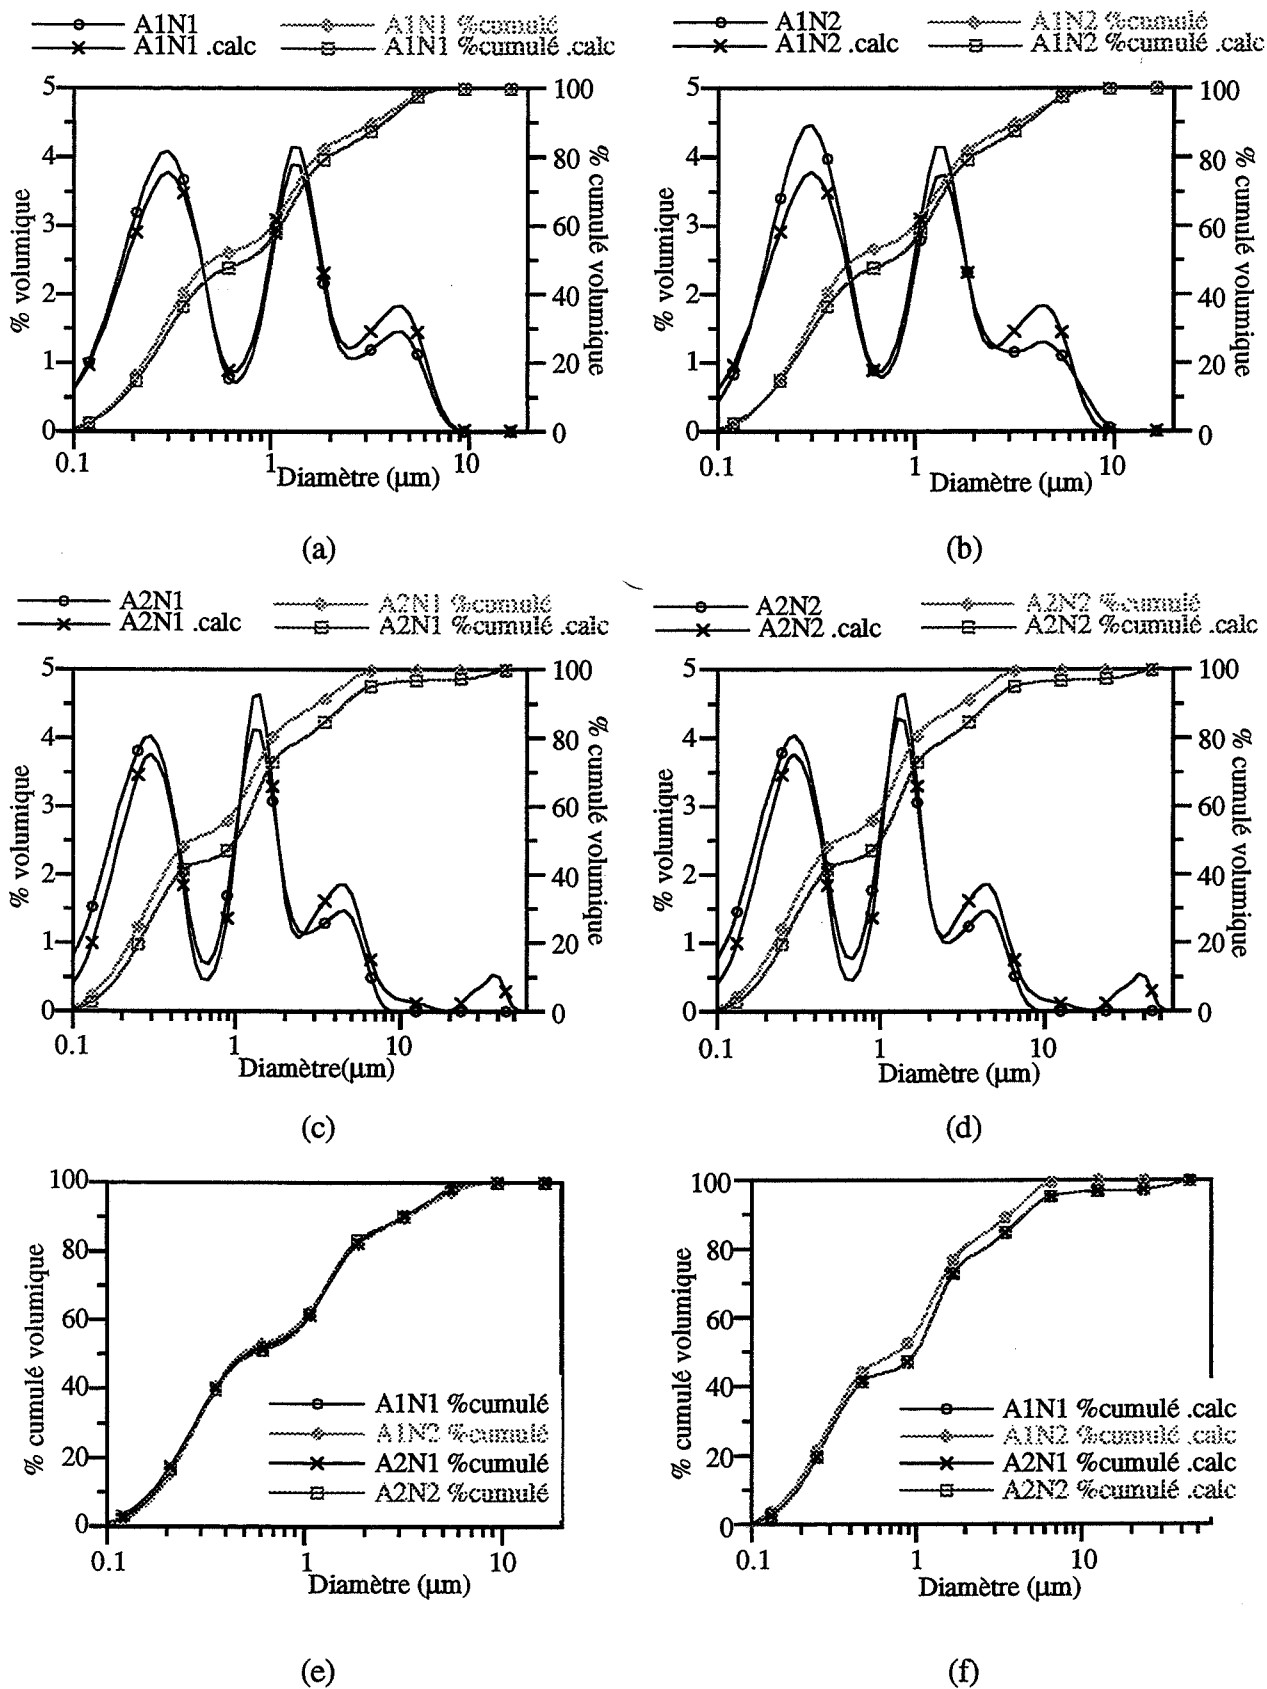 A1N1 A1N1 %cumulé
A1N1 .calc A1N1 %cumulé .calc
5 100
4 80
3 60
2 40
1 20
0 0
% volumique
% cumulé volumique
0.1 1 10
Diamètre (µm)
(a)
A1N2 A1N2 %cumulé
A1N2 .calc A1N2 %cumulé .calc
5 100
4 80
3 60
2 40
1 20
0 0
% volumique
% cumulé volumique
0.1 1 10
Diamètre (µm)
(b)
A2N1 A2N1 %cumulé
A2N1 .calc A2N1 %cumulé .calc
5 100
4 80
3 60
2 40
1 20
0 0
% volumique
% cumulé volumique
0.1 1 10
Diamètre(µm)
(c)
A2N2 A2N2 %cumulé
A2N2 .calc A2N2 %cumulé .calc
5 100
4 80
3 60
2 40
1 20
0 0
% volumique
% cumulé volumique
0.1 1 10
Diamètre (µm)
(d)
100
80
60
40
20
0
% cumulé volumique
A1N1 %cumulé
A1N2 %cumulé
A2N1 %cumulé
A2N2 %cumulé
0.1 1 10
Diamètre (µm)
(e)
100
80
60
40
20
0
% cumulé volumique
A1N1 %cumulé .calc
A1N2 %cumulé .calc
A2N1 %cumulé .calc
A2N2 %cumulé .calc
0.1 1 10
Diamètre (µm)
(f)